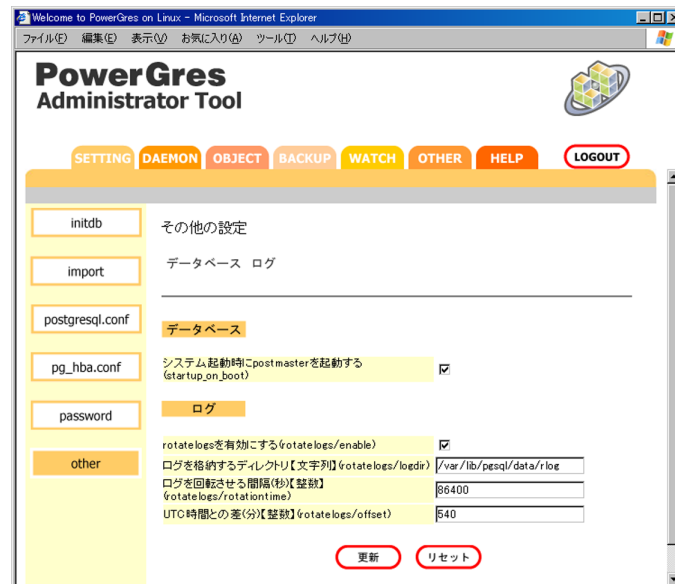 Welcome to PowerGres on Linux - Microsoft Internet Explorer
ファイル(F) 編集(E) 表示(V) お気に入り(A) ツール(T) ヘルプ(H)
PowerGres
Administrator Tool
SETTING DAEMON OBJECT BACKUP WATCH OTHER HELP LOGOUT
initdb
その他の設定
データベース ログ
import
postgresql.conf
データベース
pg_hba.conf
システム起動時にpostmasterを起動する
(startup_on_boot)
password
ログ
rotatelogsを有効にする(rotatelogs/enable)
other
ログを格納するディレクトリ【文字列】(rotatelogs/logdir) /var/lib/pgsql/data/rlog
ログを回転させる間隔(秒)【整数】
(rotatelogs/rotationtime) 86400
UTC時間との差(分)【整数】(rotatelogs/offset) 540
更新 リセット